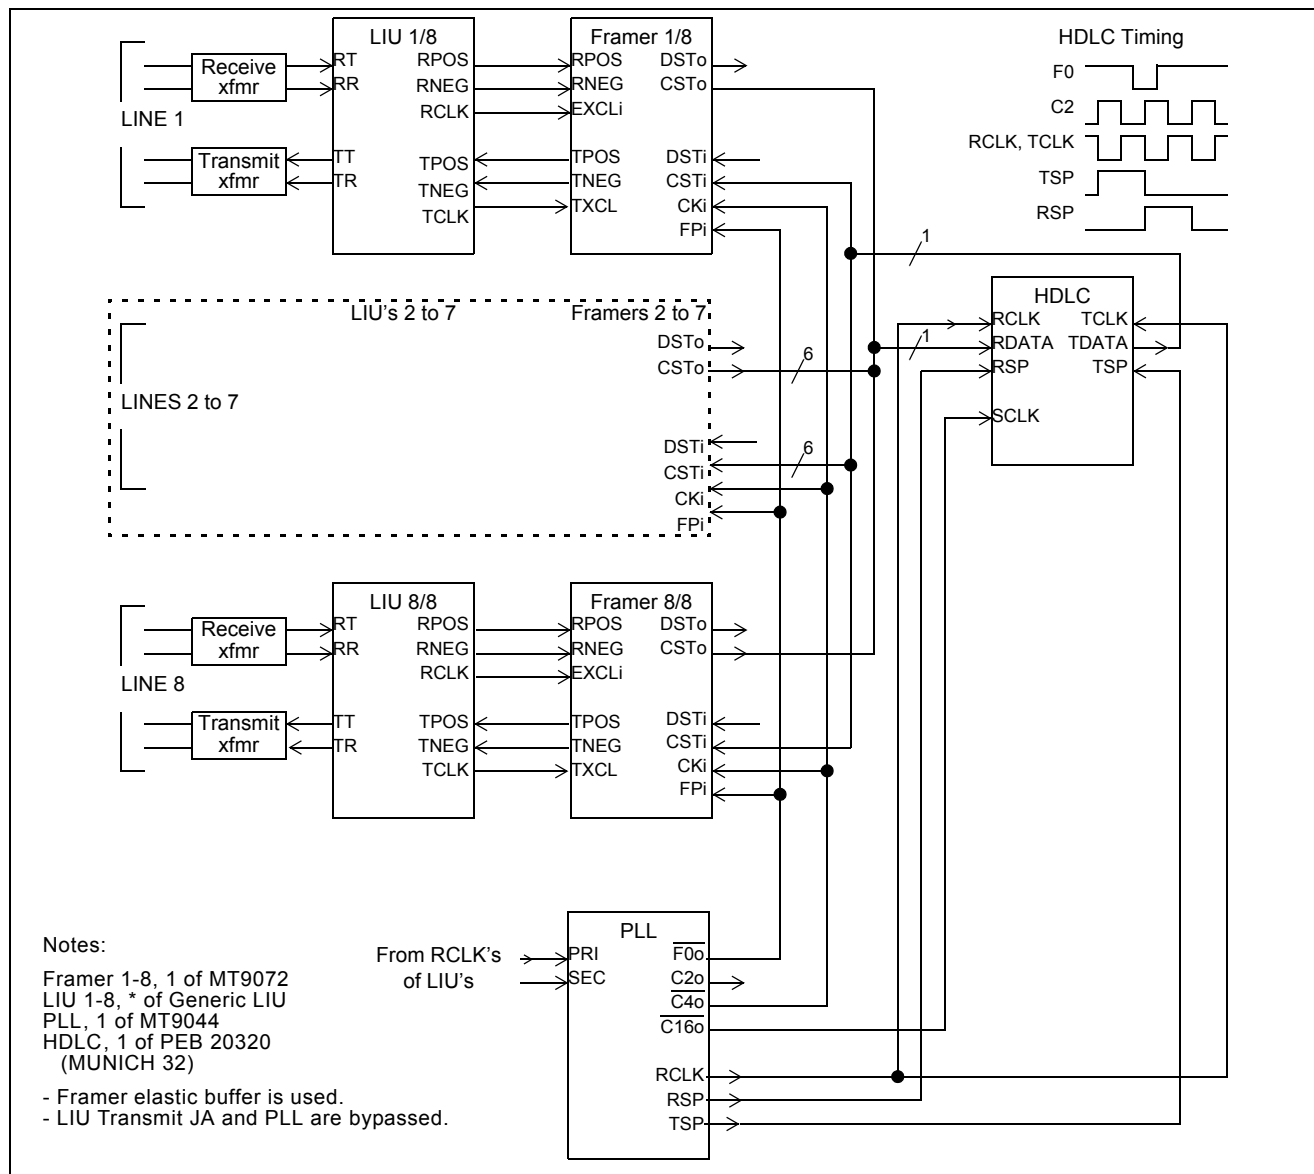 LIU 1/8
Framer 1/8
HDLC Timing
Receive
xfmr
RT
RR
RPOS
RNEG
RCLK
RPOS
RNEG
EXCLi
DSTo
CSTo
LINE 1
Transmit
xfmr
TT
TR
TPOS
TNEG
TCLK
TPOS
TNEG
TXCL
DSTi
CSTi
CKi
FPi
F0
C2
RCLK, TCLK
TSP
RSP
1
HDLC
RCLK
RDATA
RSP
SCLK
TCLK
TDATA
TSP
1
LIU's 2 to 7
Framers 2 to 7
DSTo
CSTo
6
LINES 2 to 7
DSTi
CSTi
CKi
FPi
6
LIU 8/8
Framer 8/8
Receive
xfmr
RT
RR
RPOS
RNEG
RCLK
RPOS
RNEG
EXCLi
DSTo
CSTo
LINE 8
Transmit
xfmr
TT
TR
TPOS
TNEG
TCLK
TPOS
TNEG
TXCL
DSTi
CSTi
CKi
FPi
PLL
From RCLK's
of LIU's
PRI
SEC
F0o
C2o
C4o
C16o
RCLK
RSP
TSP
Notes:
Framer 1-8, 1 of MT9072
LIU 1-8, * of Generic LIU
PLL, 1 of MT9044
HDLC, 1 of PEB 20320
(MUNICH 32)
- Framer elastic buffer is used.
- LIU Transmit JA and PLL are bypassed.